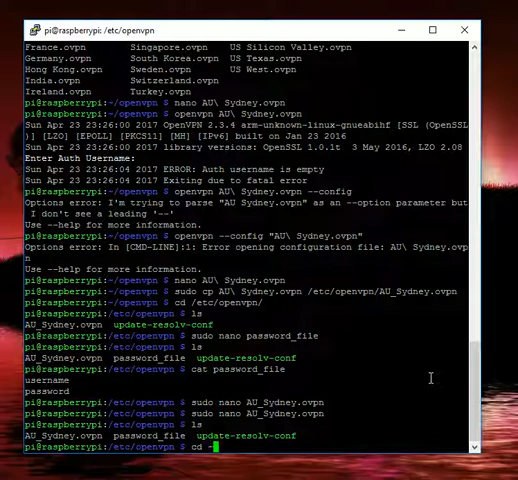 pi@raspberrypi: /etc/openvpn
France.ovpn Singapore.ovpn US Silicon Valley.ovpn
Germany.ovpn South Korea.ovpn US Texas.ovpn
Hong Kong.ovpn Sweden.ovpn US West.ovpn
India.ovpn Switzerland.ovpn
Ireland.ovpn Turkey.ovpn
pi@raspberrypi:~/openvpn $ nano AU\ Sydney.ovpn
pi@raspberrypi:~/openvpn $ openvpn AU\ Sydney.ovpn
Sun Apr 23 23:26:00 2017 OpenVPN 2.3.4 arm-unknown-linux-gnueabihf [SSL (OpenSSL
)] [LZO] [EPOLL] [PKCS11] [MH] [IPv6] built on Jan 23 2016
Sun Apr 23 23:26:00 2017 library versions: OpenSSL 1.0.1t  3 May 2016, LZO 2.08
Enter Auth Username:
Sun Apr 23 23:26:04 2017 ERROR: Auth username is empty
Sun Apr 23 23:26:04 2017 Exiting due to fatal error
pi@raspberrypi:~/openvpn $ openvpn AU\ Sydney.ovpn --config
Options error: I'm trying to parse "AU\ Sydney.ovpn" as an --option parameter but
I don't see a leading '--'
Use --help for more information.
pi@raspberrypi:~/openvpn $ openvpn --config "AU\ Sydney.ovpn"
Options error: In [CMD-LINE]:1: Error opening configuration file: AU\ Sydney.ovp
n
Use --help for more information.
pi@raspberrypi:~/openvpn $ nano AU\ Sydney.ovpn
pi@raspberrypi:~/openvpn $ sudo cp AU\ Sydney.ovpn /etc/openvpn/AU_Sydney.ovpn
pi@raspberrypi:~/openvpn $ cd /etc/openvpn/
pi@raspberrypi:/etc/openvpn $ ls
AU_Sydney.ovpn update-resolv-conf
pi@raspberrypi:/etc/openvpn $ sudo nano password_file
pi@raspberrypi:/etc/openvpn $ ls
AU_Sydney.ovpn password_file update-resolv-conf
pi@raspberrypi:/etc/openvpn $ cat password_file
username
password
pi@raspberrypi:/etc/openvpn $ sudo nano AU_Sydney.ovpn
pi@raspberrypi:/etc/openvpn $ sudo nano AU_Sydney.ovpn
pi@raspberrypi:/etc/openvpn $ ls
AU_Sydney.ovpn password_file update-resolv-conf
pi@raspberrypi:/etc/openvpn $ cd